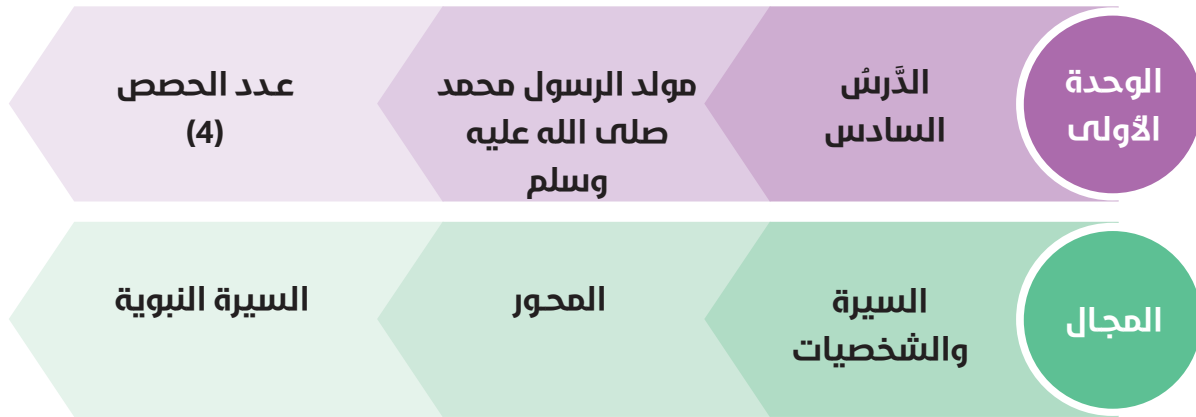 الوحدة
الأولى
الدَّرسُ
السادس
مولد الرسول محمد
صلى الله عليه
وسلم
عدد الحصص
(4)
المجال
السيرة
والشخصيات
المحور
السيرة النبوية